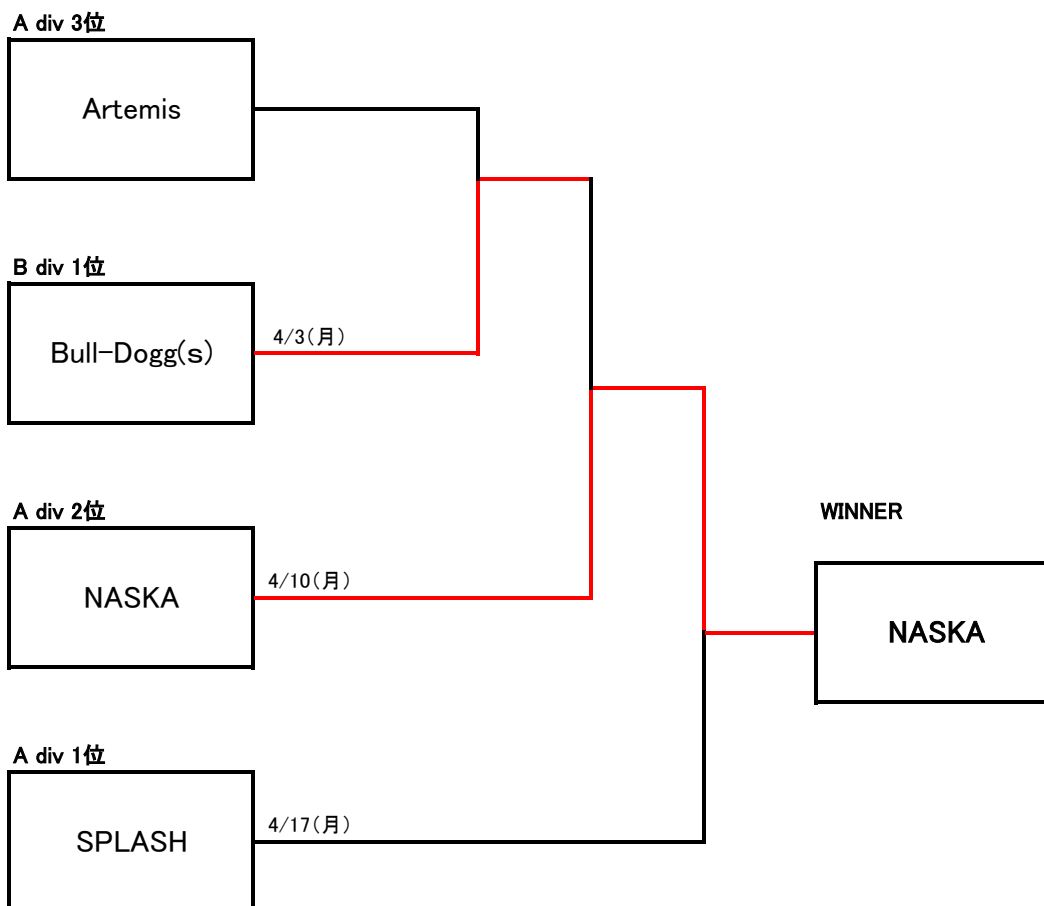 A div 3位
Artemis
B div 1位
Bull-Dogg(s)
4/3(月)
A div 2位
NASKA
4/10(月)
WINNER
NASKA
A div 1位
SPLASH
4/17(月)